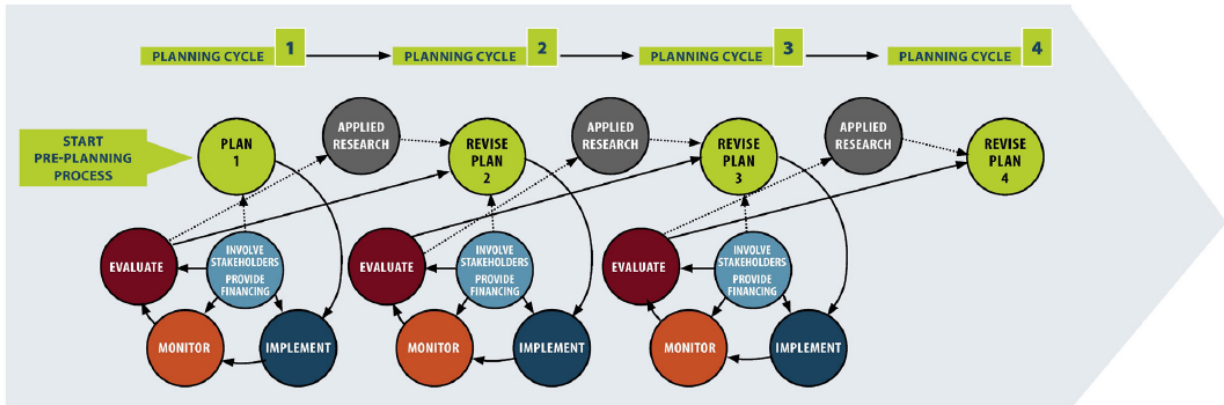 PLANNING CYCLE 1
PLANNING CYCLE 2
PLANNING CYCLE 3
PLANNING CYCLE 4
START
PRE-PLANNING
PROCESS
PLAN
1
APPLIED
RESEARCH
REVISE
PLAN
2
APPLIED
RESEARCH
REVISE
PLAN
3
APPLIED
RESEARCH
REVISE
PLAN
4
EVALUATE
INVOLVE
STAKEHOLDERS
PROVIDE
FINANCING
MONITOR
IMPLEMENT
EVALUATE
INVOLVE
STAKEHOLDERS
PROVIDE
FINANCING
MONITOR
IMPLEMENT
EVALUATE
INVOLVE
STAKEHOLDERS
PROVIDE
FINANCING
MONITOR
IMPLEMENT